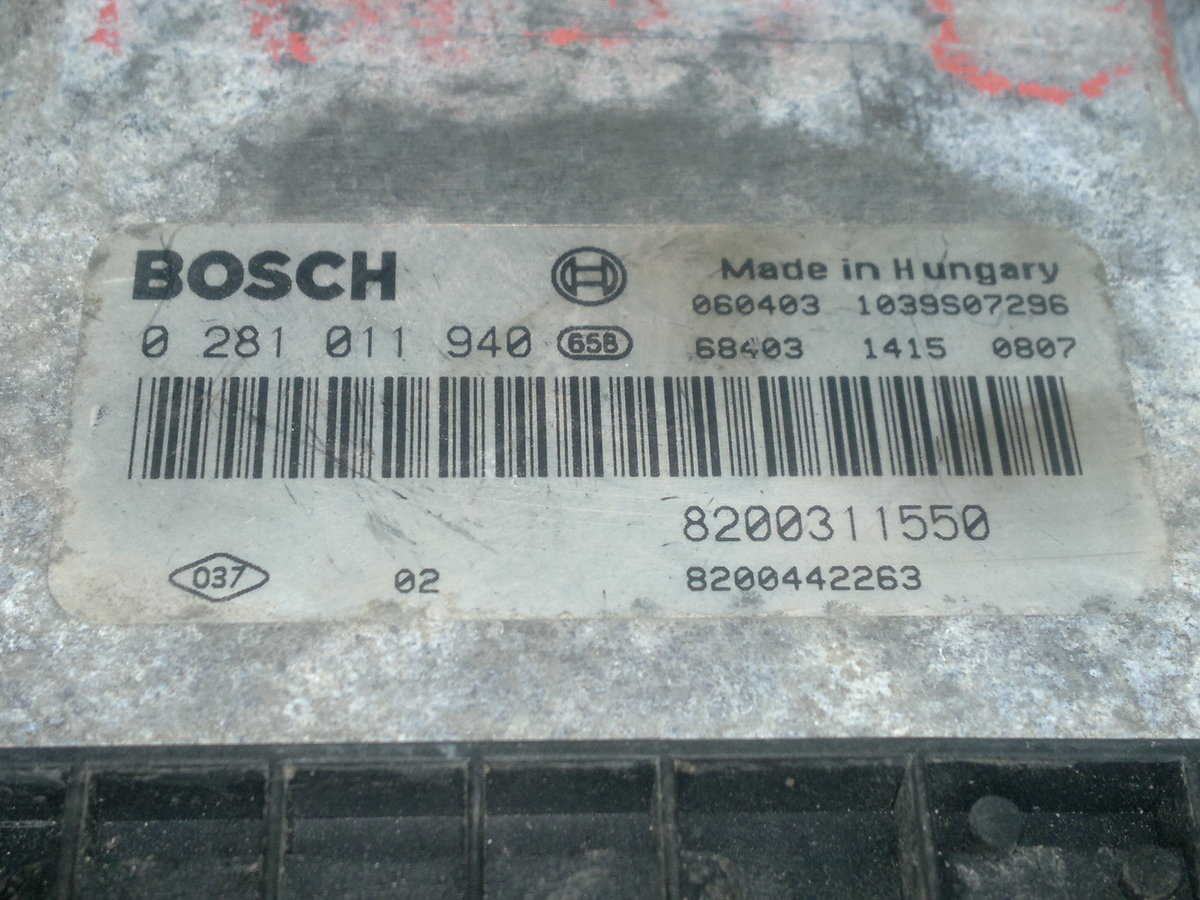 BOSCH
Made in Hungary
060403 1039S07296
0 281 011 940 658
68403 1415 0807
8200311550
037 02 8200442263